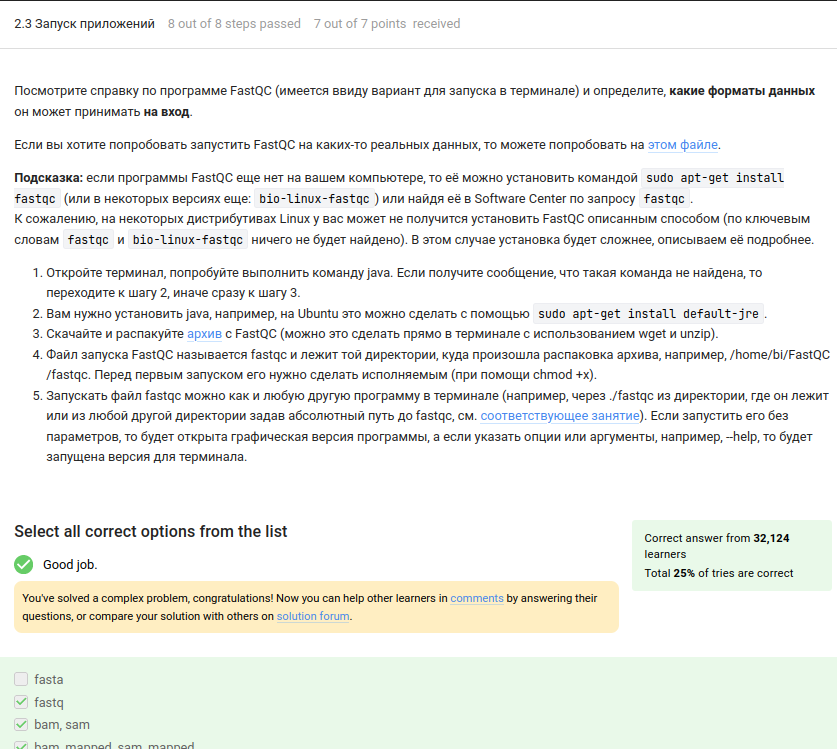 2.3 Запуск приложений 8 out of 8 steps passed 7 out of 7 points received
Посмотрите справку по программе FastQC (имеется ввиду вариант для запуска в терминале) и определите, какие форматы данных
он может принимать на вход.
Если вы хотите попробовать запустить FastQC на каких-то реальных данных, то можете попробовать на этом файле.
Подсказка: если программы FastQC еще нет на вашем компьютере, то её можно установить командой sudo apt-get install
fastqc (или в некоторых версиях еще: bio-linux-fastqc) или найдя её в Software Center по запросу fastqc.
К сожалению, на некоторых дистрибутивах Linux у вас может не получится установить FastQC описанным способом (по ключевым
словам fastqc и bio-linux-fastqc ничего не будет найдено). В этом случае установка будет сложнее, описываем её подробнее.
1. Откройте терминал, попробуйте выполнить команду java. Если получите сообщение, что такая команда не найдена, то
переходите к шагу 2, иначе сразу к шагу 3.
2. Вам нужно установить java, например, на Ubuntu это можно сделать с помощью sudo apt-get install default-jre.
3. Скачайте и распакуйте архив с FastQC (можно это сделать прямо в терминале с использованием wget и unzip).
4. Файл запуска FastQC называется fastqc и лежит той директории, куда произошла распаковка архива, например, /home/bi/FastQC
/fastqc. Перед первым запуском его нужно сделать исполняемым (при помощи chmod +x).
5. Запускать файл fastqc можно как и любую другую программу в терминале (например, через ./fastqc из директории, где он лежит
или из любой другой директории задав абсолютный путь до fastqc, см. соответствующее занятие). Если запустить его без
параметров, то будет открыта графическая версия программы, а если указать опции или аргументы, например, --help, то будет
запущена версия для терминала.
Select all correct options from the list
Good job.
You've solved a complex problem, congratulations! Now you can help other learners in comments by answering their
questions, or compare your solution with others on solution forum.
Correct answer from 32,124
learners
Total 25% of tries are correct
fasta
fastq
bam, sam
bam_mapped, sam_mapped